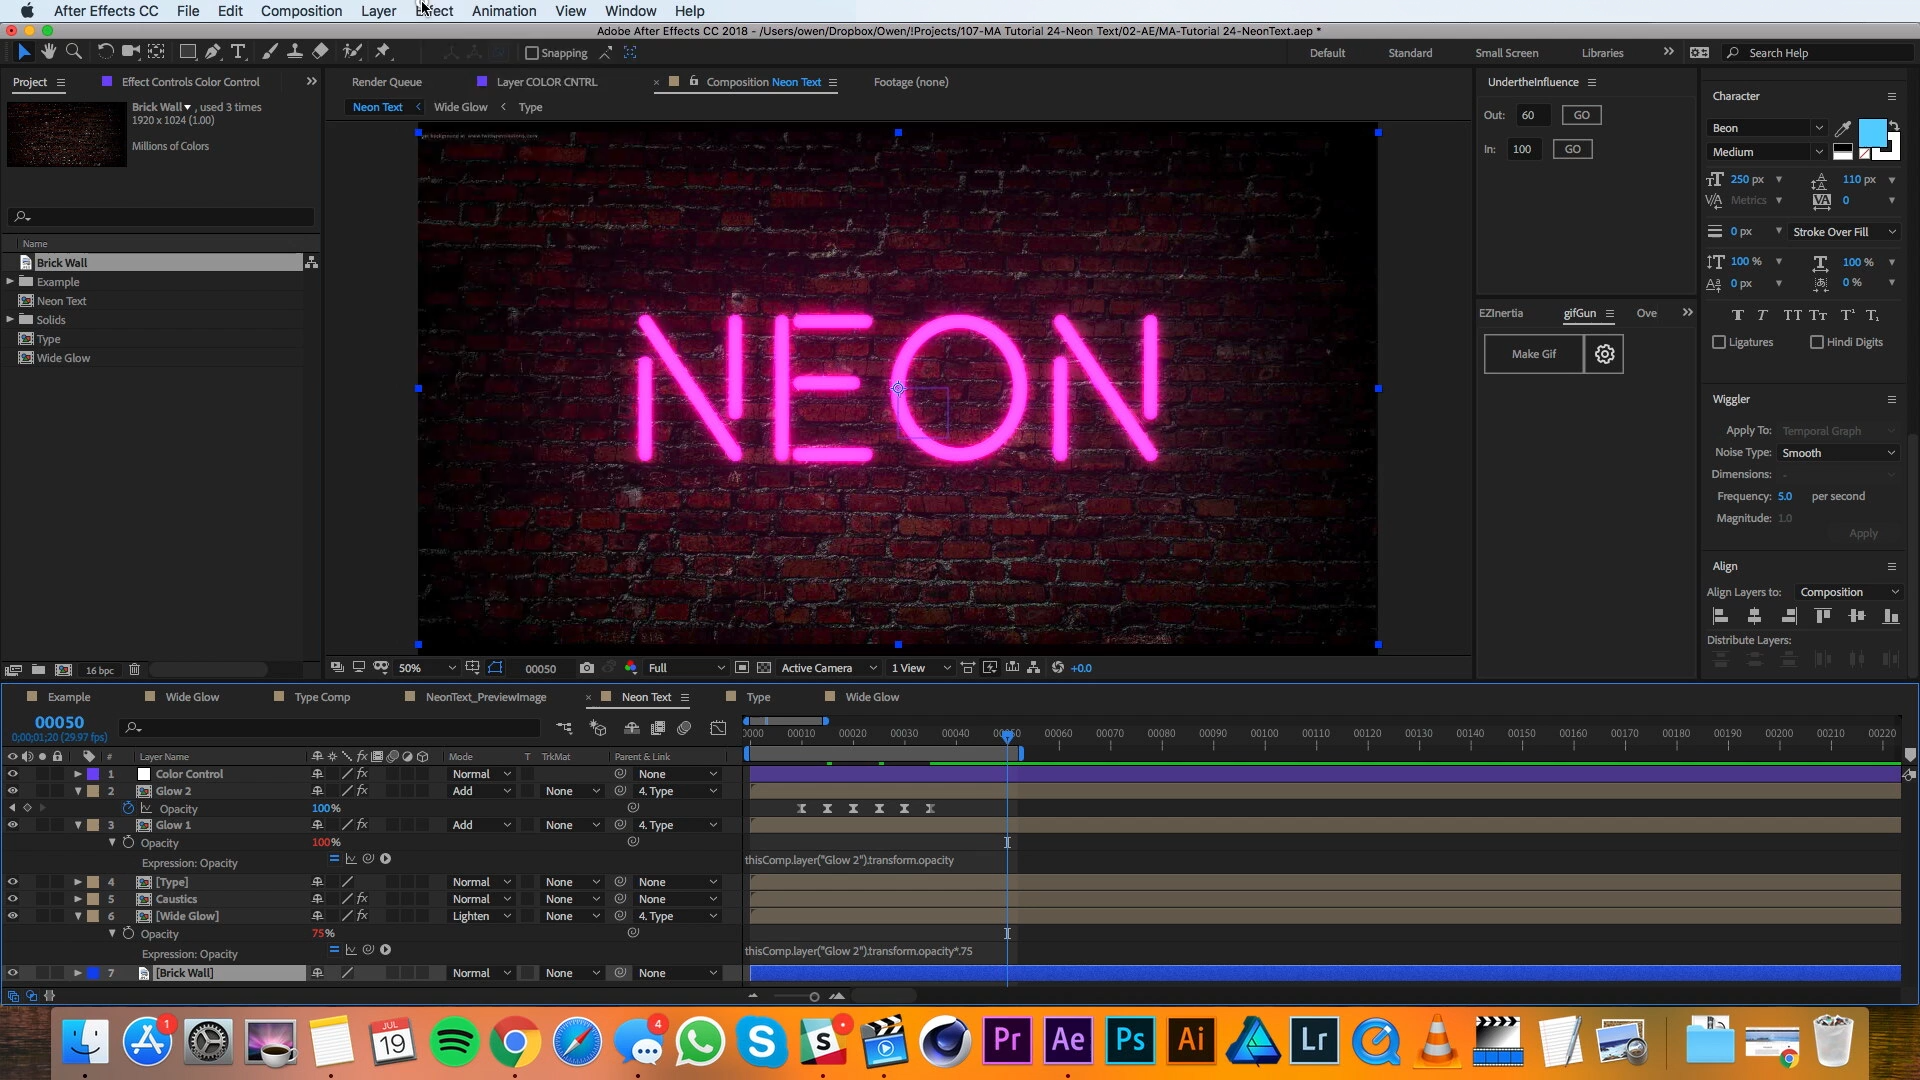 After Effects CC File Edit Composition Layer Effect Animation View Window Help
Adobe After Effects CC 2018 - /Users/owen/Dropbox/Owen/!Projects/107-MA Tutorial 24-Neon Text/02-AE/MA-Tutorial 24-NeonText.aep *
T Snapping Default Standard Small Screen Libraries » Search Help
Project Effect Controls Color Control »
Brick Wall, used 3 times
1920 x 1024 (1.00)
Millions of Colors
Name
Brick Wall
Example
Neon Text
Solids
Type
Wide Glow
16 bpc
Render Queue Layer COLOR CNTRL × Composition Neon Text Footage (none)
Neon Text < Wide Glow < Type
NEON
50% 00050 Full Active Camera 1 View +0.0
UndertheInfluence
Out: 60 GO
In: 100 GO
EZInertia gifGun Ove »
Make Gif
Character
Beon
Medium
250 px 110 px
Metrics 0
0 px Stroke Over Fill
100 % 100 %
0 px 0 %
T T TT Tт T¹ T₁
Ligatures Hindi Digits
Wiggler
Apply To: Temporal Graph
Noise Type: Smooth
Dimensions: -
Frequency: 5.0 per second
Magnitude: 1.0
Apply
Align
Align Layers to: Composition
Distribute Layers:
Example Wide Glow Type Comp NeonText_PreviewImage × Neon Text Type Wide Glow
00050
0;00;01;20 (29.97 fps)
0000 00010 00020 00030 00040 00050 00060 00070 00080 00090 00100 00110 00120 00130 00140 00150 00160 00170 00180 00190 00200 00210 00220
# Layer Name fx Mode T TrkMat Parent & Link
1 Color Control fx Normal None
2 Glow 2 fx Add None 4. Type
Opacity 100%
3 Glow 1 fx Add None 4. Type
Opacity 100%
Expression: Opacity thisComp.layer("Glow 2").transform.opacity
4 [Type] Normal None None
5 Caustics fx Normal None None
6 [Wide Glow] fx Lighten None 4. Type
Opacity 75%
Expression: Opacity thisComp.layer("Glow 2").transform.opacity*.75
7 [Brick Wall] Normal None None
1 JUL 19 4 S S Pr Ae Ps Ai Lr